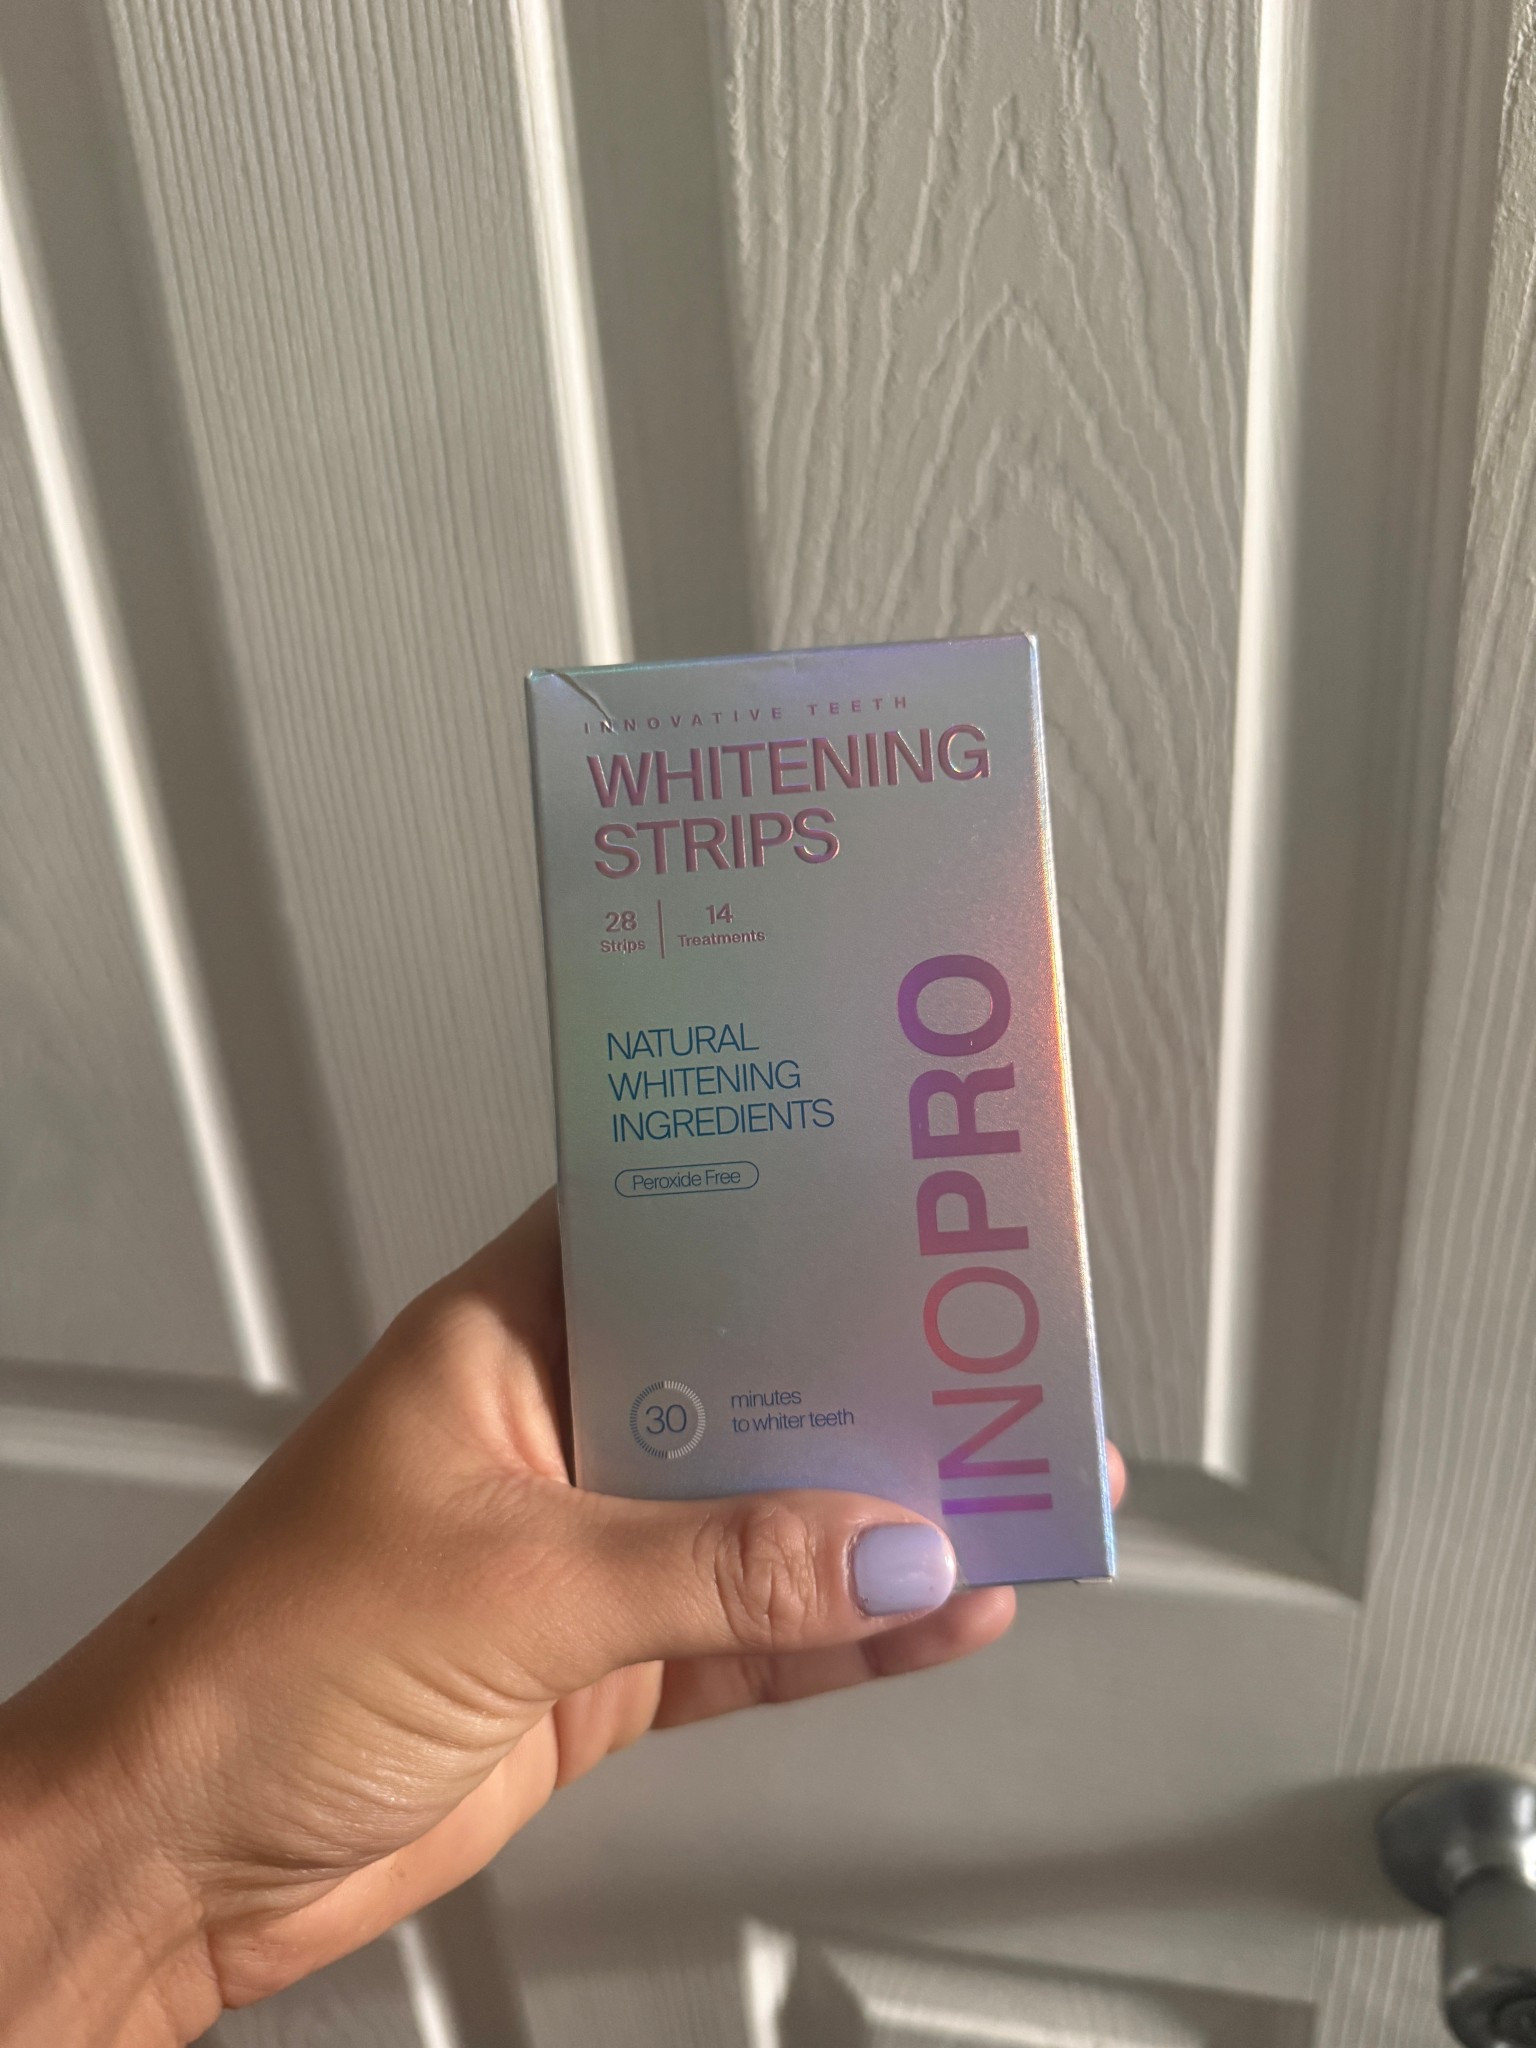 INNOVATIVE TEETH
WHITENING
STRIPS
28
Strips
14
Treatments
NATURAL
WHITENING
INGREDIENTS
Peroxide Free
30
minutes
to whiter teeth
INOPRO